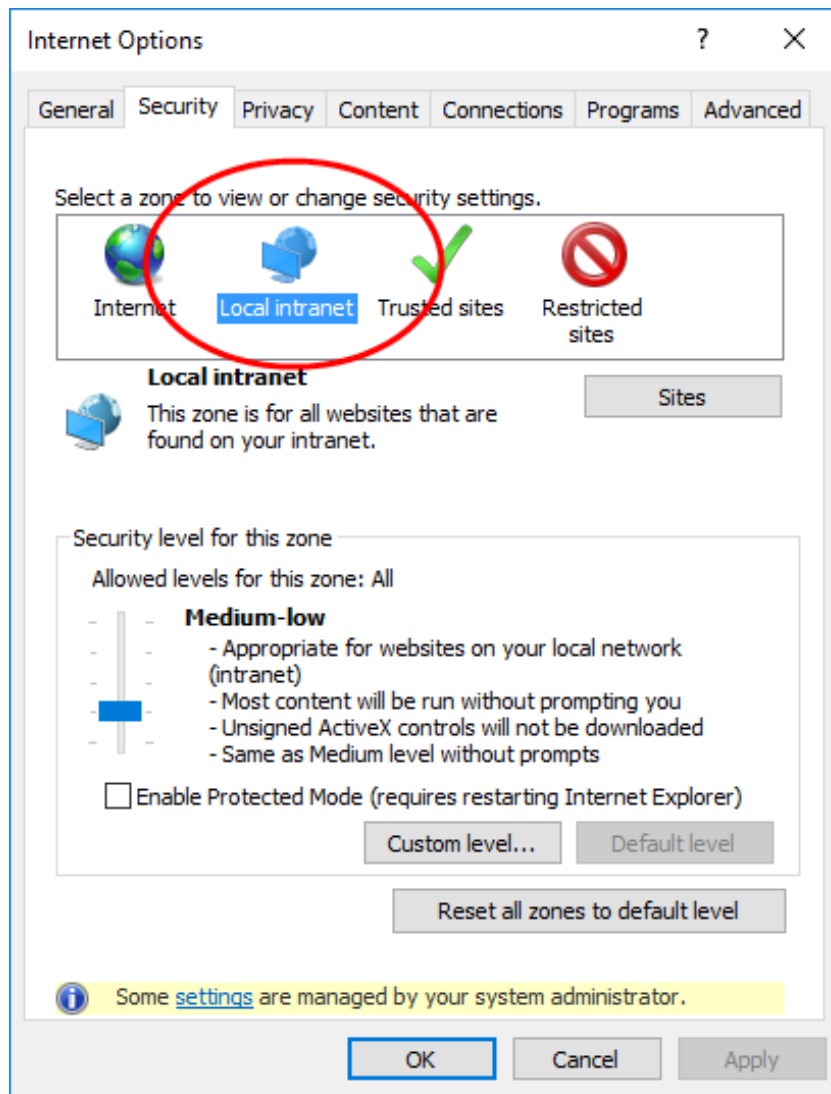 Internet Options
?
General Security Privacy Content Connections Programs Advanced
Select a zone to view or change security settings.
Internet Local intranet Trusted sites Restricted
sites
Local intranet
Sites
This zone is for all websites that are
found on your intranet.
Security level for this zone
Allowed levels for this zone: All
Medium-low
- Appropriate for websites on your local network
(intranet)
- Most content will be run without prompting you
- Unsigned ActiveX controls will not be downloaded
- Same as Medium level without prompts
Enable Protected Mode (requires restarting Internet Explorer)
Custom level... Default level
Reset all zones to default level
Some settings are managed by your system administrator.
OK Cancel Apply